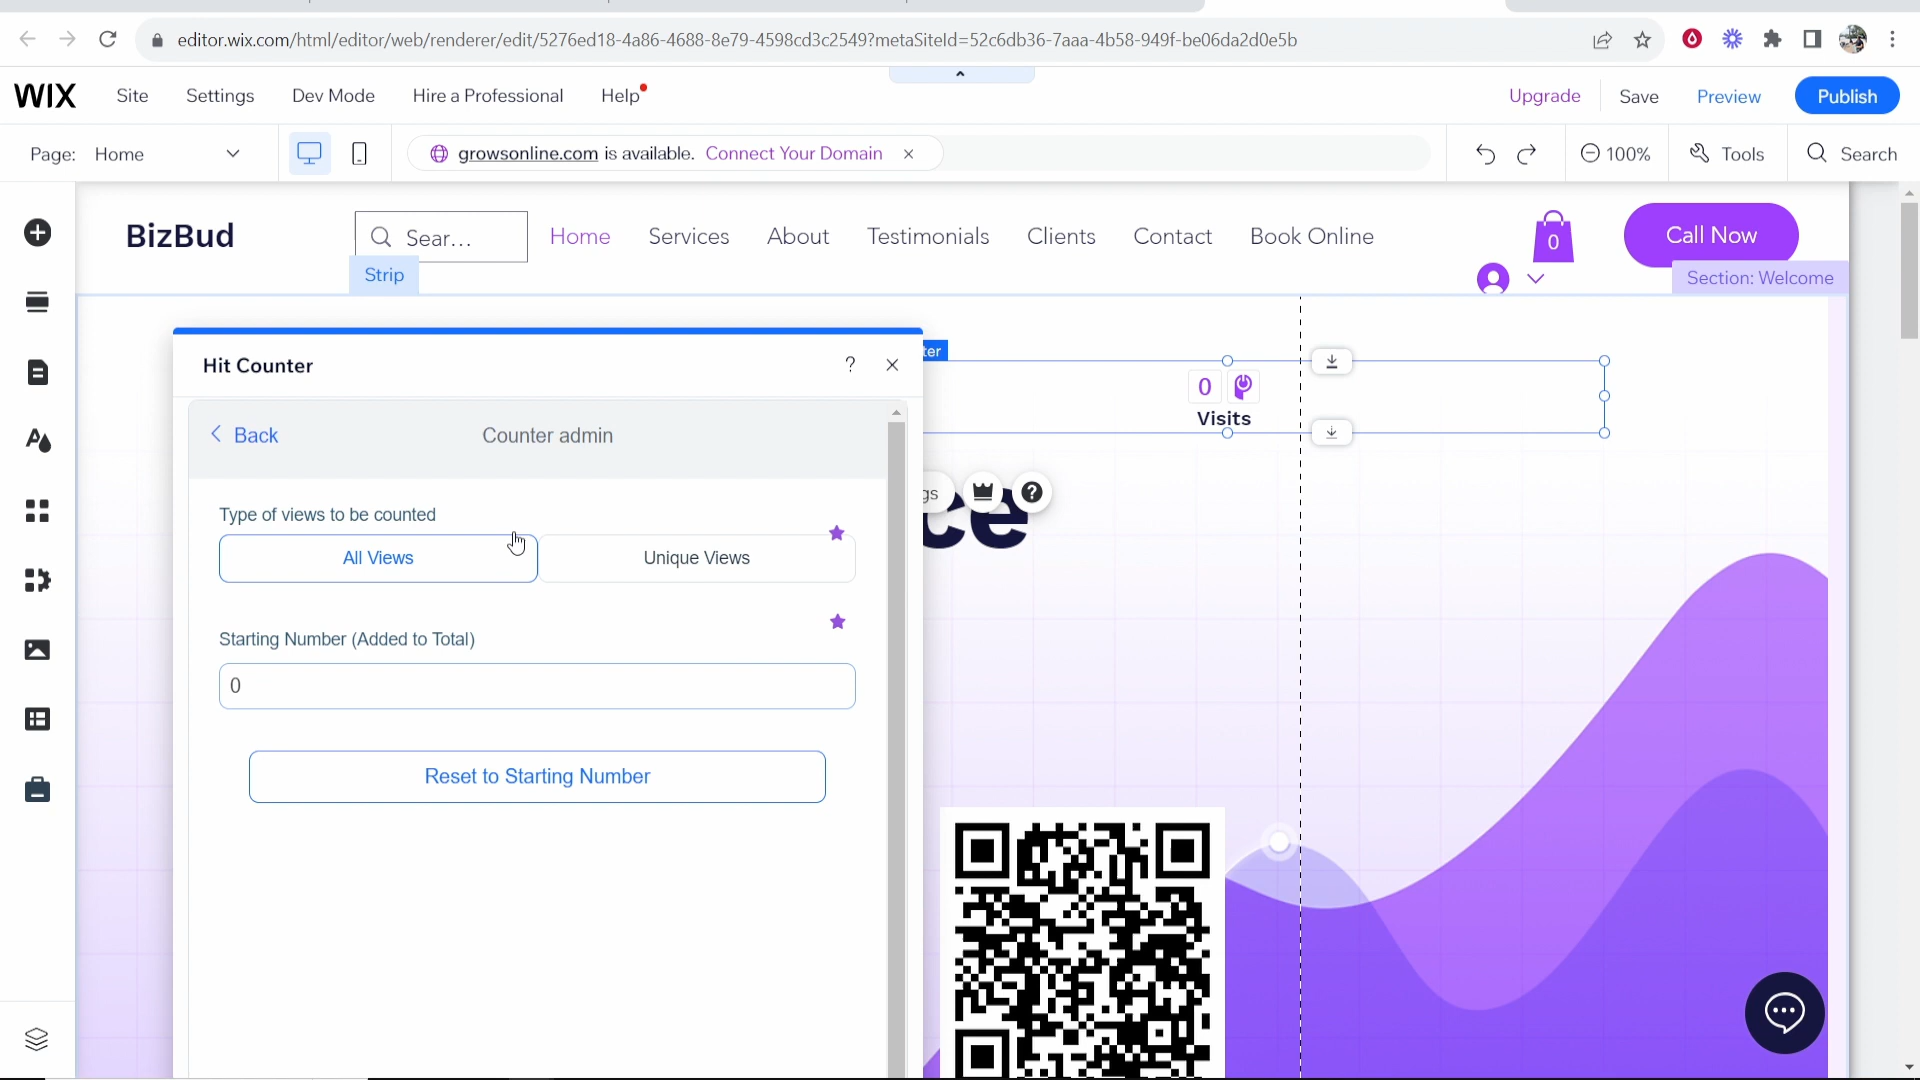 editor.wix.com/html/editor/web/renderer/edit/5276ed18-4a86-4688-8e79-4598cd3c2549?metaSiteId=52c6db36-7aaa-4b58-949f-be06da2d0e5b
WIX Site Settings Dev Mode Hire a Professional Help Upgrade Save Preview Publish
Page: Home growsonline.com is available. Connect Your Domain 100% Tools Search
BizBud Sear... Home Services About Testimonials Clients Contact Book Online 0 Call Now
Strip Section: Welcome
Hit Counter ? ter
0
Visits
Back Counter admin
gs ?
ce
Type of views to be counted
All Views Unique Views
Starting Number (Added to Total)
0
Reset to Starting Number